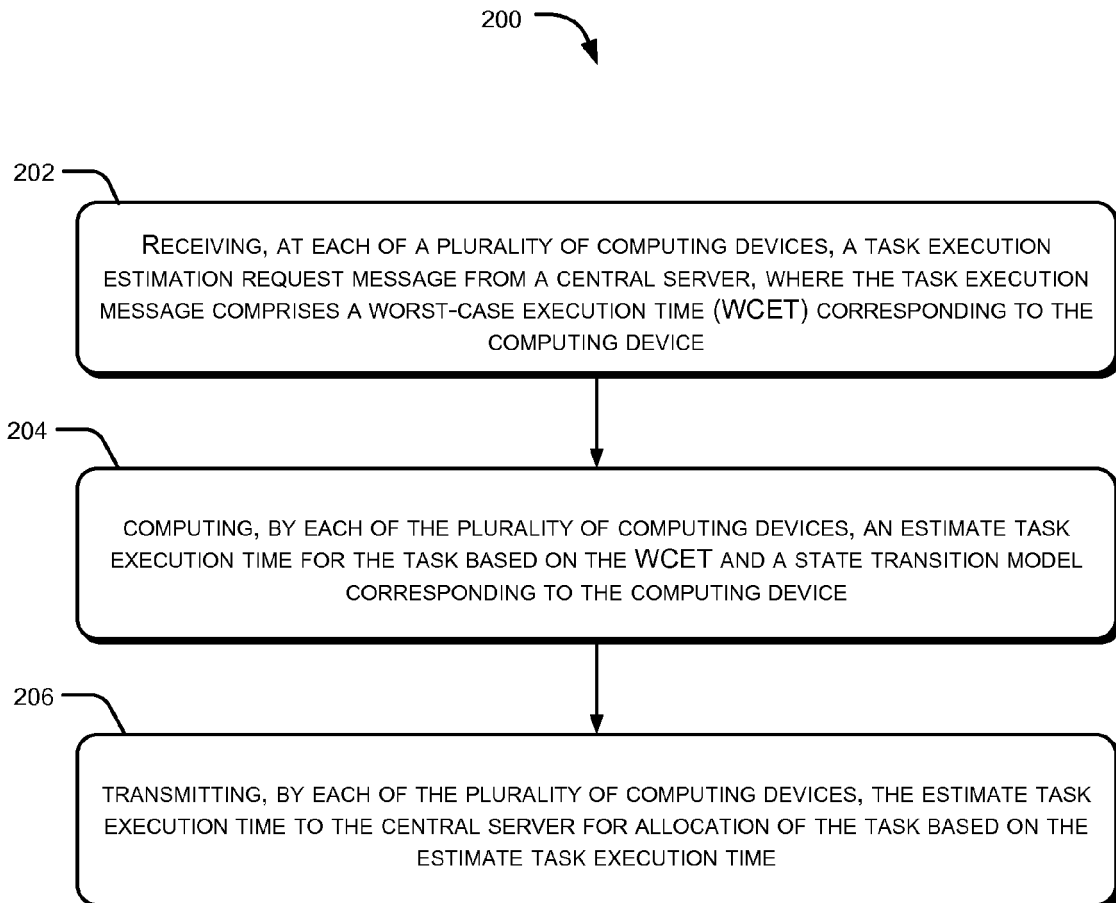 200
202
RECEIVING, AT EACH OF A PLURALITY OF COMPUTING DEVICES, A TASK EXECUTION
ESTIMATION REQUEST MESSAGE FROM A CENTRAL SERVER, WHERE THE TASK EXECUTION
MESSAGE COMPRISES A WORST-CASE EXECUTION TIME (WCET) CORRESPONDING TO THE
COMPUTING DEVICE
204
COMPUTING, BY EACH OF THE PLURALITY OF COMPUTING DEVICES, AN ESTIMATE TASK
EXECUTION TIME FOR THE TASK BASED ON THE WCET AND A STATE TRANSITION MODEL
CORRESPONDING TO THE COMPUTING DEVICE
206
TRANSMITTING, BY EACH OF THE PLURALITY OF COMPUTING DEVICES, THE ESTIMATE TASK
EXECUTION TIME TO THE CENTRAL SERVER FOR ALLOCATION OF THE TASK BASED ON THE
ESTIMATE TASK EXECUTION TIME